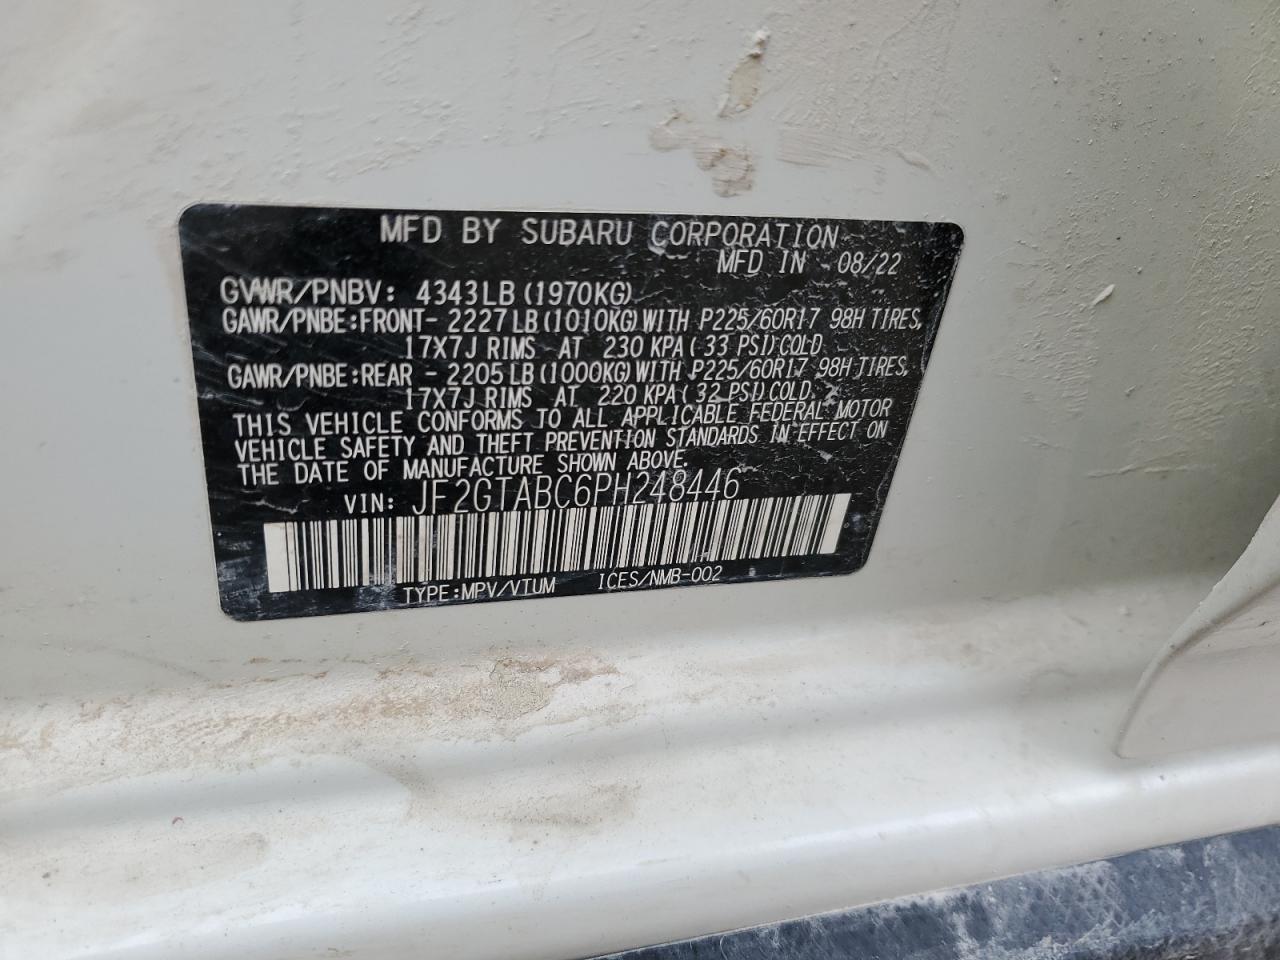 MFD BY SUBARU CORPORATION
MFD IN 08/22
GVWR/PNBV: 4343LB (1970KG)
GAWR/PNBE:FRONT- 2227LB(1010KG)WITH P225/60R17 98H TIRES,
17X7J RIMS AT 230 KPA( 33 PSI)COLD
GAWR/PNBE:REAR - 2205LB(1000KG)WITH P225/60R17 98H TIRES,
17X7J RIMS AT 220 KPA( 32 PSI)COLD.
THIS VEHICLE CONFORMS TO ALL APPLICABLE FEDERAL MOTOR
VEHICLE SAFETY AND THEFT PREVENTION STANDARDS IN EFFECT ON
THE DATE OF MANUFACTURE SHOWN ABOVE.
VIN: JF2GTABC6PH248446
TYPE:MPV/VTUM ICES/NMB-002